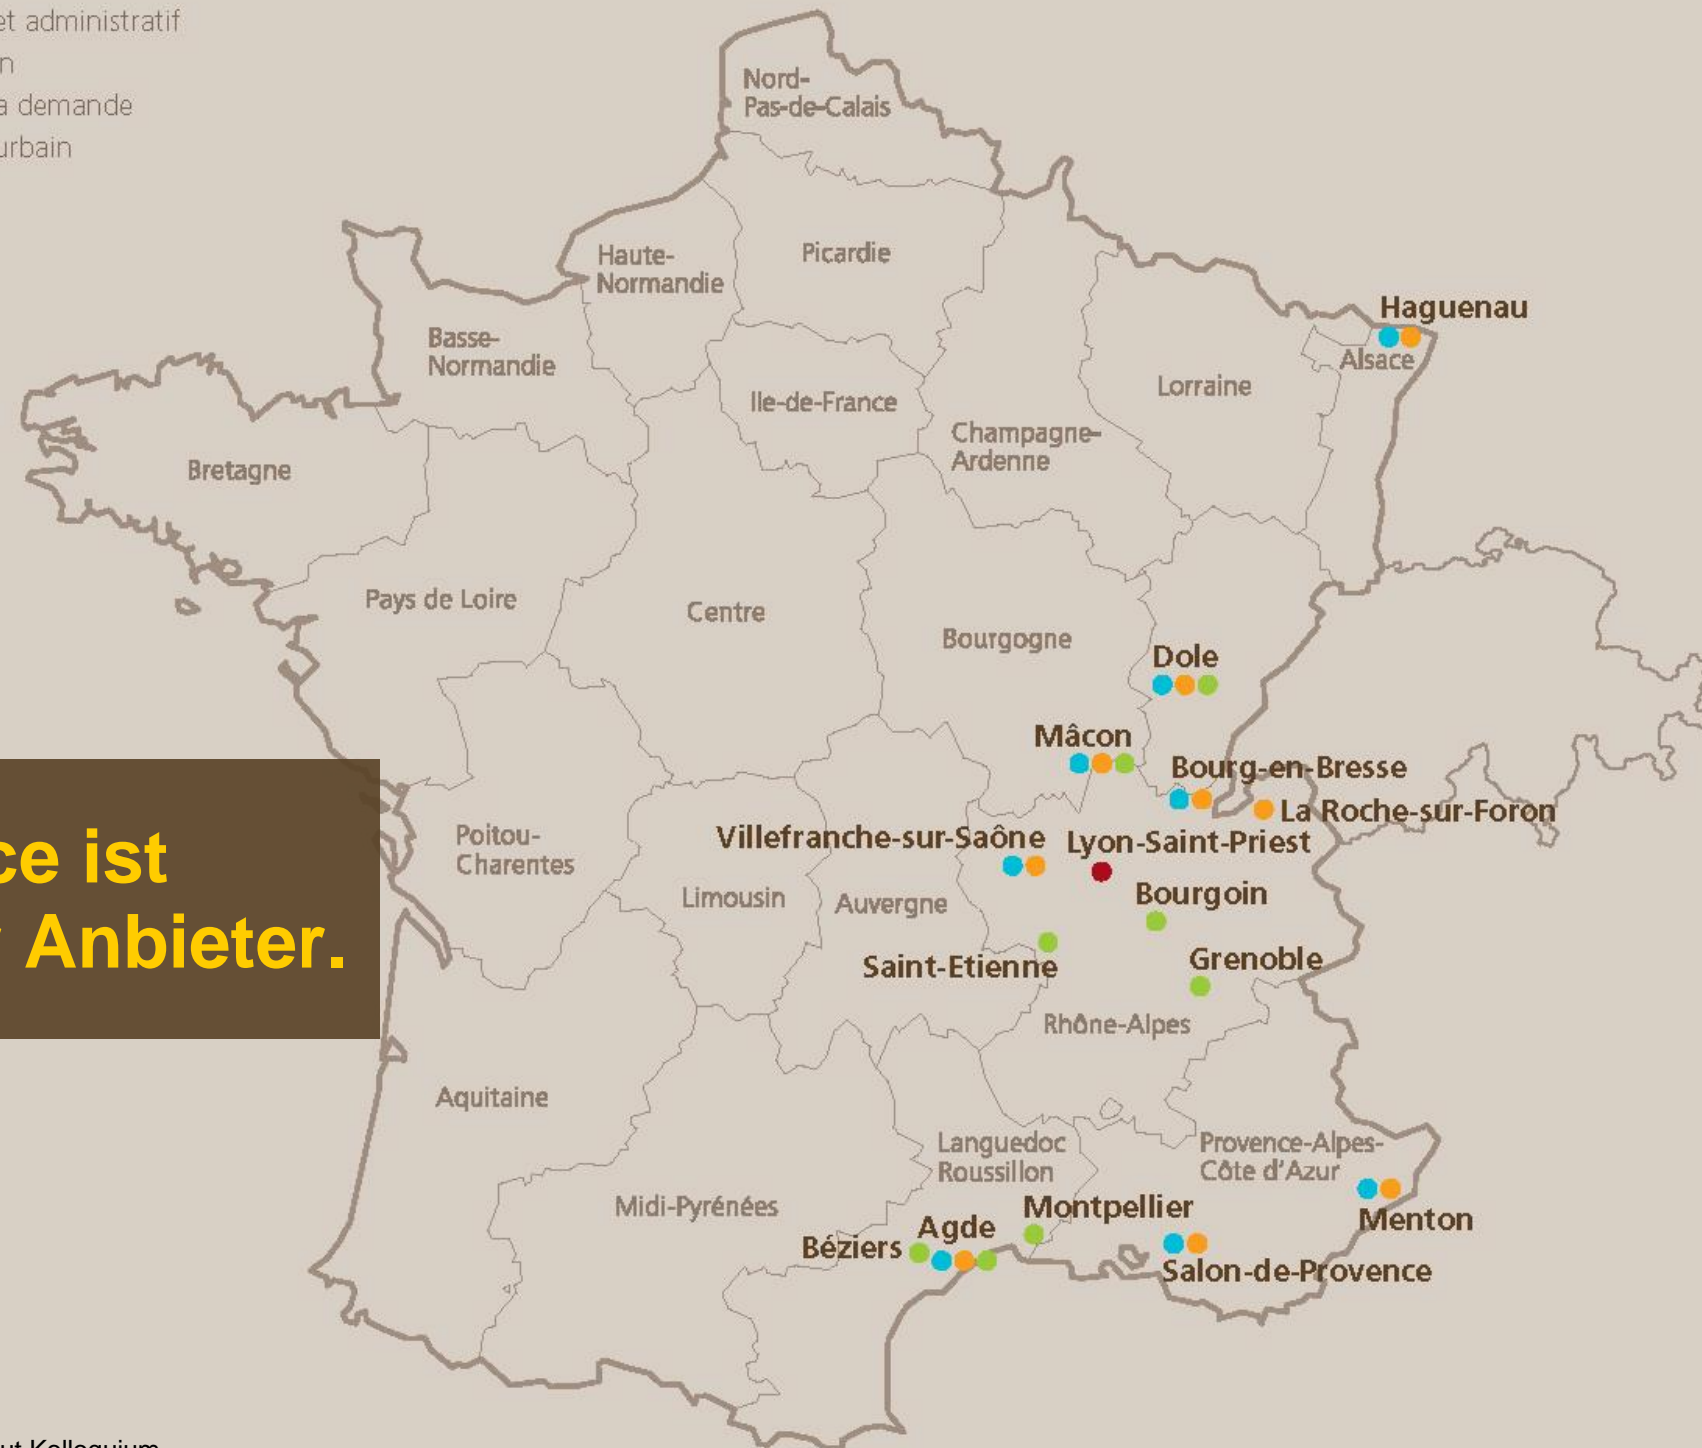 et administratif
n
a demande
urbain
Nord-
Pas-de-Calais
Picardie
Haute-
Normandie
Haguenau
Basse-
Normandie
Alsace
Lorraine
Ile-de-France
Champagne-
Ardenne
Bretagne
Pays de Loire
Centre
Bourgogne
Dole
Mâcon
Bourg-en-Bresse
La Roche-sur-Foron
Poitou-
Charentes
Villefranche-sur-Saône
Lyon-Saint-Priest
ce ist
Anbieter.
Limousin
Auvergne
Bourgoin
Saint-Etienne
Grenoble
Rhône-Alpes
Aquitaine
Languedoc
Roussillon
Provence-Alpes-
Côte d'Azur
Midi-Pyrénées
Montpellier
Menton
Béziers
Agde
Salon-de-Provence
ut Kolloquium